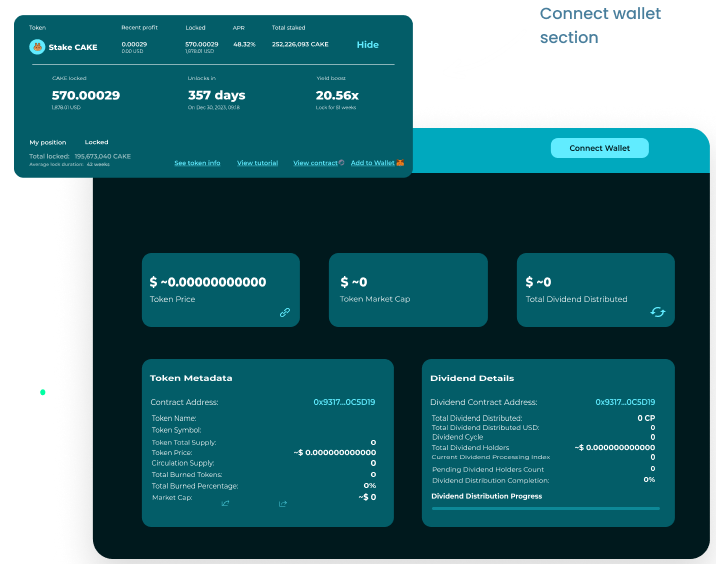 Connect wallet
section
Token Recent profit Locked APR Total staked
Stake CAKE 0.00029 570.00029 48.32% 252,226,093 CAKE Hide
0.00 USD 1,878.01 USD
CAKE locked Unlocks in Yield boost
570.00029 357 days 20.56x
1,878.01 USD On Dec 30, 2023, 09:18 Lock for 81 weeks
My position Locked
Total locked: 195,673,040 CAKE
Average lock duration: 42 weeks
See token info View tutorial View contract Add to Wallet
Connect Wallet
$ ~0.00000000000
Token Price
$ ~0
Token Market Cap
$ ~0
Total Dividend Distributed
Token Metadata
Contract Address: 0x9317...0C5D19
Token Name:
Token Symbol:
Token Total Supply: 0
Token Price: ~$ 0.000000000000
Circulation Supply: 0
Total Burned Tokens: 0
Total Burned Percentage: 0%
Market Cap: ~$ 0
Dividend Details
Dividend Contract Address: 0x9317...0C5D19
Total Dividend Distributed: 0 CP
Total Dividend Distributed USD: 0
Dividend Cycle 0
Total Dividend Holders ~$ 0.000000000000
Current Dividend Processing Index 0
Pending Dividend Holders Count 0
Dividend Distribution Completion: 0%
Dividend Distribution Progress